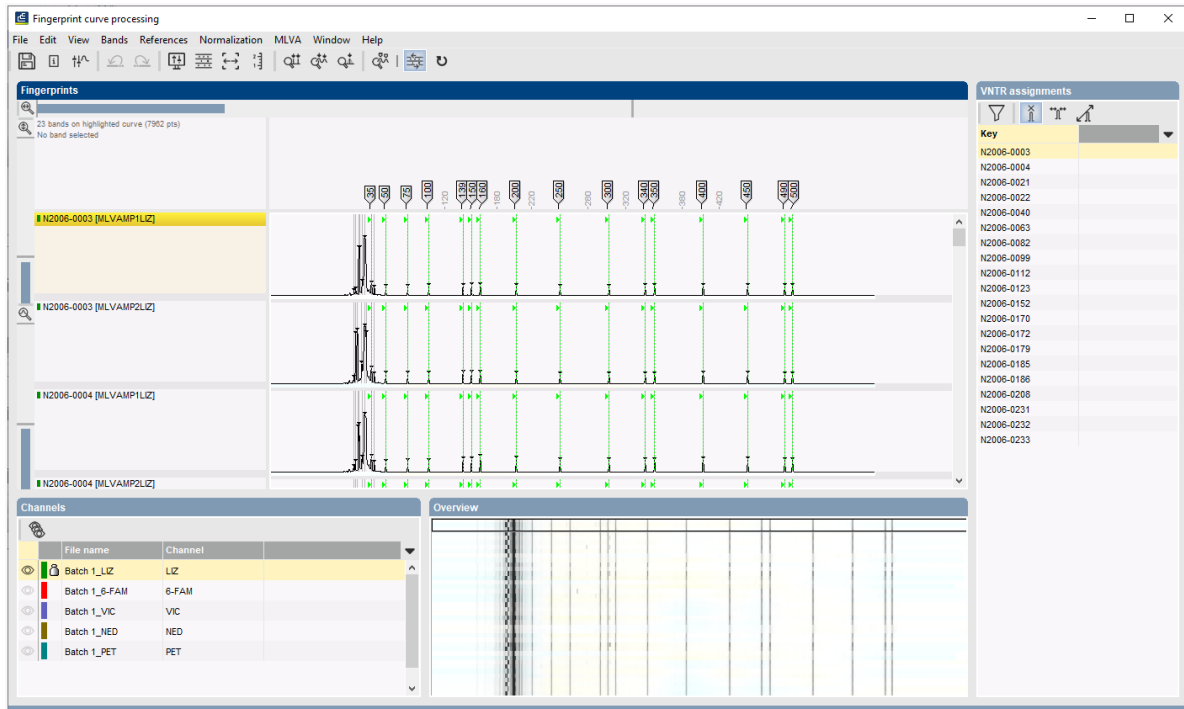 Fingerprint curve processing
File Edit View Bands References Normalization MLVA Window Help
Fingerprints
23 bands on highlighted curve (7962 pts)
No band selected
35 50 75 100 -120 139 150 160 -180 200 -220 250 -280 300 -320 340 350 -380 400 -420 450 490 500
N2006-0003 [MLVAMP1LIZ]
N2006-0003 [MLVAMP2LIZ]
N2006-0004 [MLVAMP1LIZ]
N2006-0004 [MLVAMP2LIZ]
VNTR assignments
Key
N2006-0003
N2006-0004
N2006-0021
N2006-0022
N2006-0040
N2006-0063
N2006-0082
N2006-0099
N2006-0112
N2006-0123
N2006-0152
N2006-0170
N2006-0172
N2006-0179
N2006-0185
N2006-0186
N2006-0208
N2006-0231
N2006-0232
N2006-0233
Channels
File name Channel
Batch 1_LIZ LIZ
Batch 1_6-FAM 6-FAM
Batch 1_VIC VIC
Batch 1_NED NED
Batch 1_PET PET
Overview